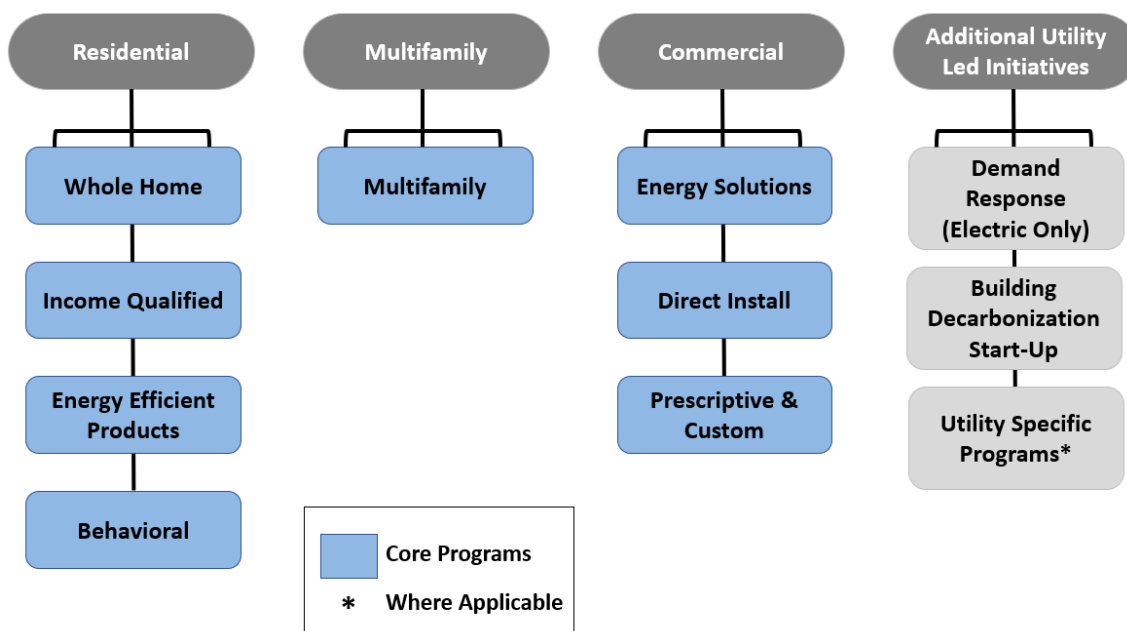 Residential
Whole Home
Income Qualified
Energy Efficient
Products
Behavioral
Multifamily
Multifamily
Commercial
Energy Solutions
Direct Install
Prescriptive &
Custom
Additional Utility
Led Initiatives
Demand
Response
(Electric Only)
Building
Decarbonization
Start-Up
Utility Specific
Programs*
Core Programs
* Where Applicable